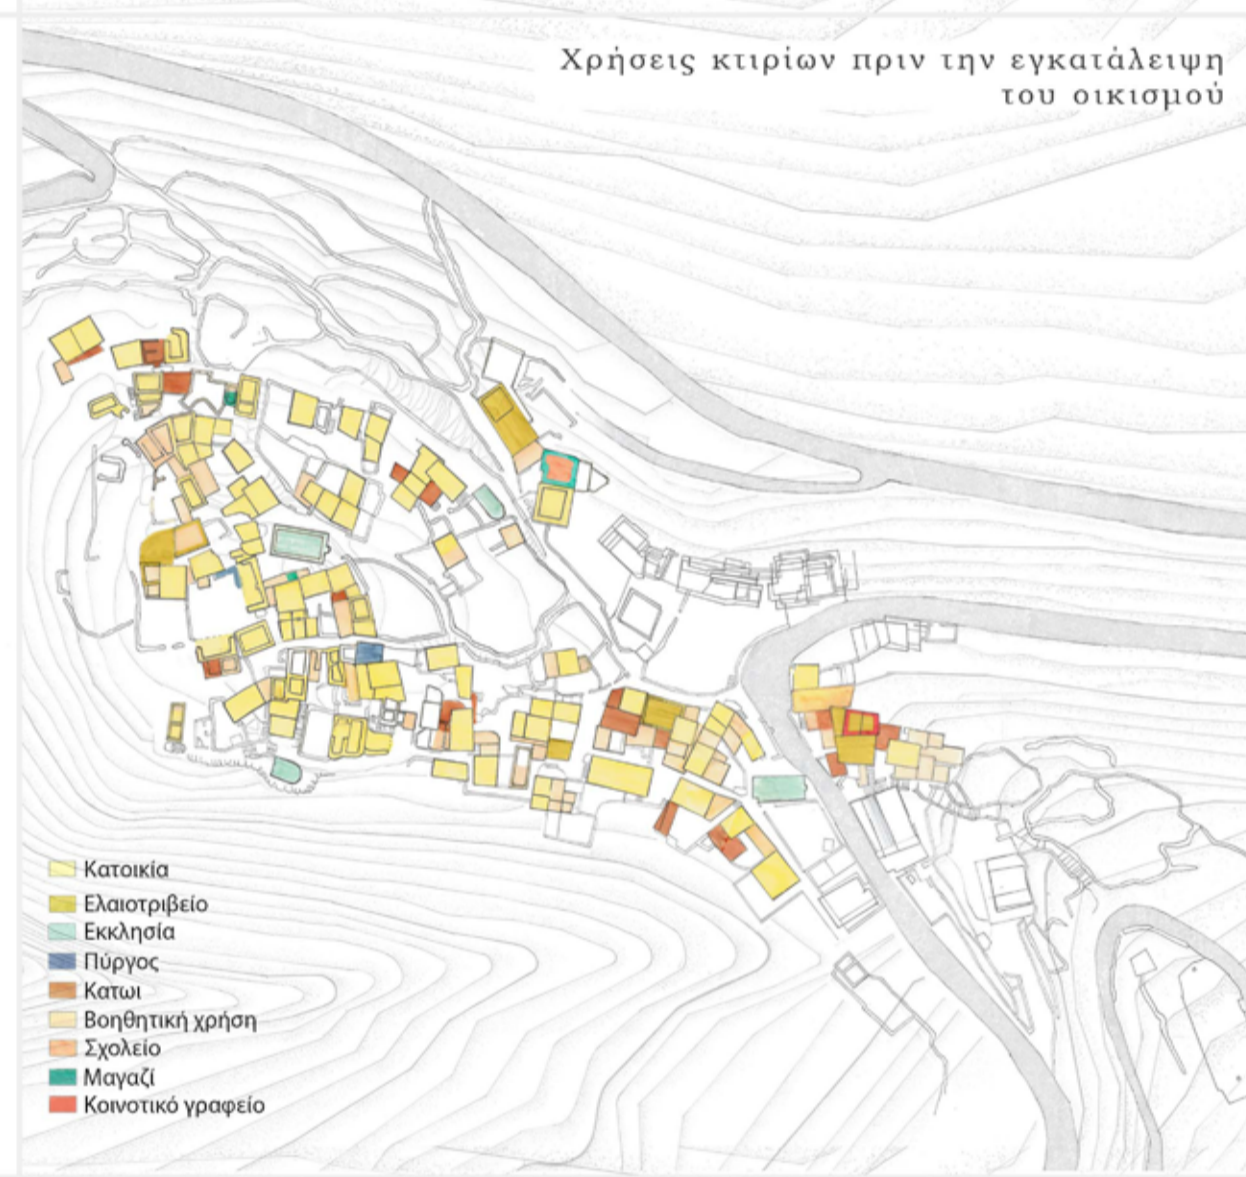 Χρήσεις κτιρίων πριν την εγκατάλειψη
του οικισμού
Κατοικία
Ελαιοτριβείο
Εκκλησία
Πύργος
Κατωι
Βοηθητική χρήση
Σχολείο
Μαγαζί
Κοινοτικό γραφείο